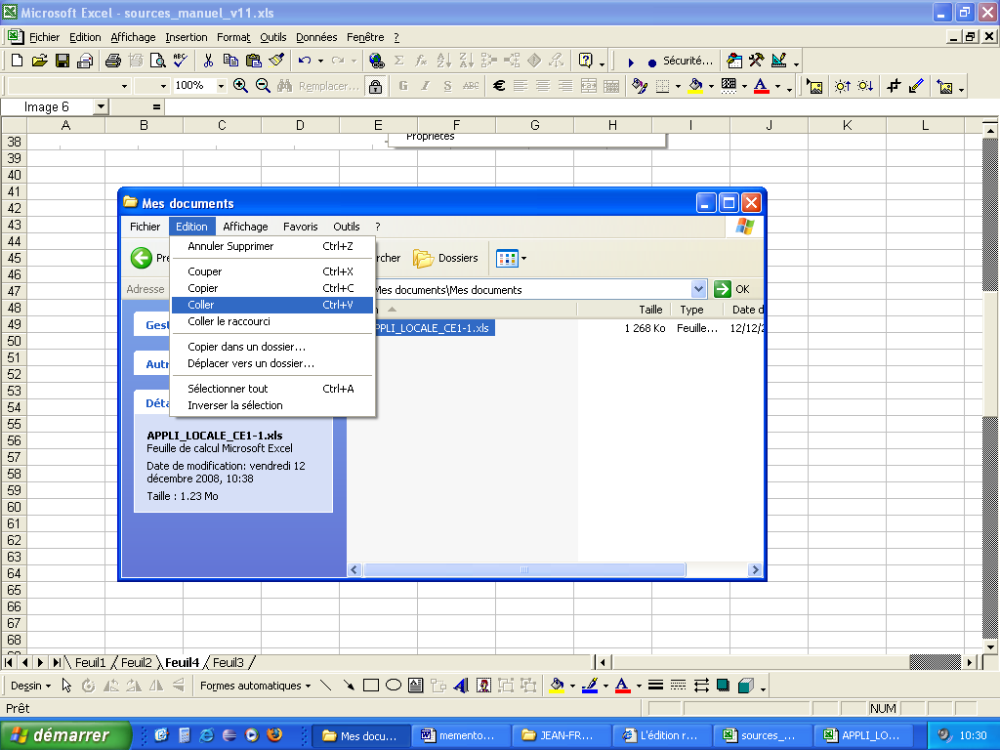 Microsoft Excel - sources_manuel_v11.xls
Fichier Edition Affichage Insertion Format Outils Données Fenêtre ?
Sécurité...
100% Remplacer... G I S ABC €
Image 6 =
A B C D E F G H I J K L
38
Propriétés
39
40
41
42
43
44
45
46
47
48
49
50
51
52
53
54
55
56
57
58
59
60
61
62
63
64
65
66
67
68
Mes documents
Fichier Edition Affichage Favoris Outils ?
Dossiers
Adresse
Mes documents\Mes documents OK
Annuler Supprimer Ctrl+Z
Couper Ctrl+X
Copier Ctrl+C
Coller Ctrl+V
Coller le raccourci
Copier dans un dossier...
Déplacer vers un dossier...
Sélectionner tout Ctrl+A
Inverser la sélection
Taille Type Date d
PPLI_LOCALE_CE1-1.xls 1 268 Ko Feuille... 12/12/2
Gest
Autr
Déta
APPLI_LOCALE_CE1-1.xls
Feuille de calcul Microsoft Excel
Date de modification: vendredi 12
décembre 2008, 10:38
Taille : 1.23 Mo
Feuil1 Feuil2 Feuil4 Feuil3
Dessin Formes automatiques
Prêt NUM
démarrer Mes docu... memento... JEAN-FR... L'édition r... sources_... APPLI_LO... 10:30